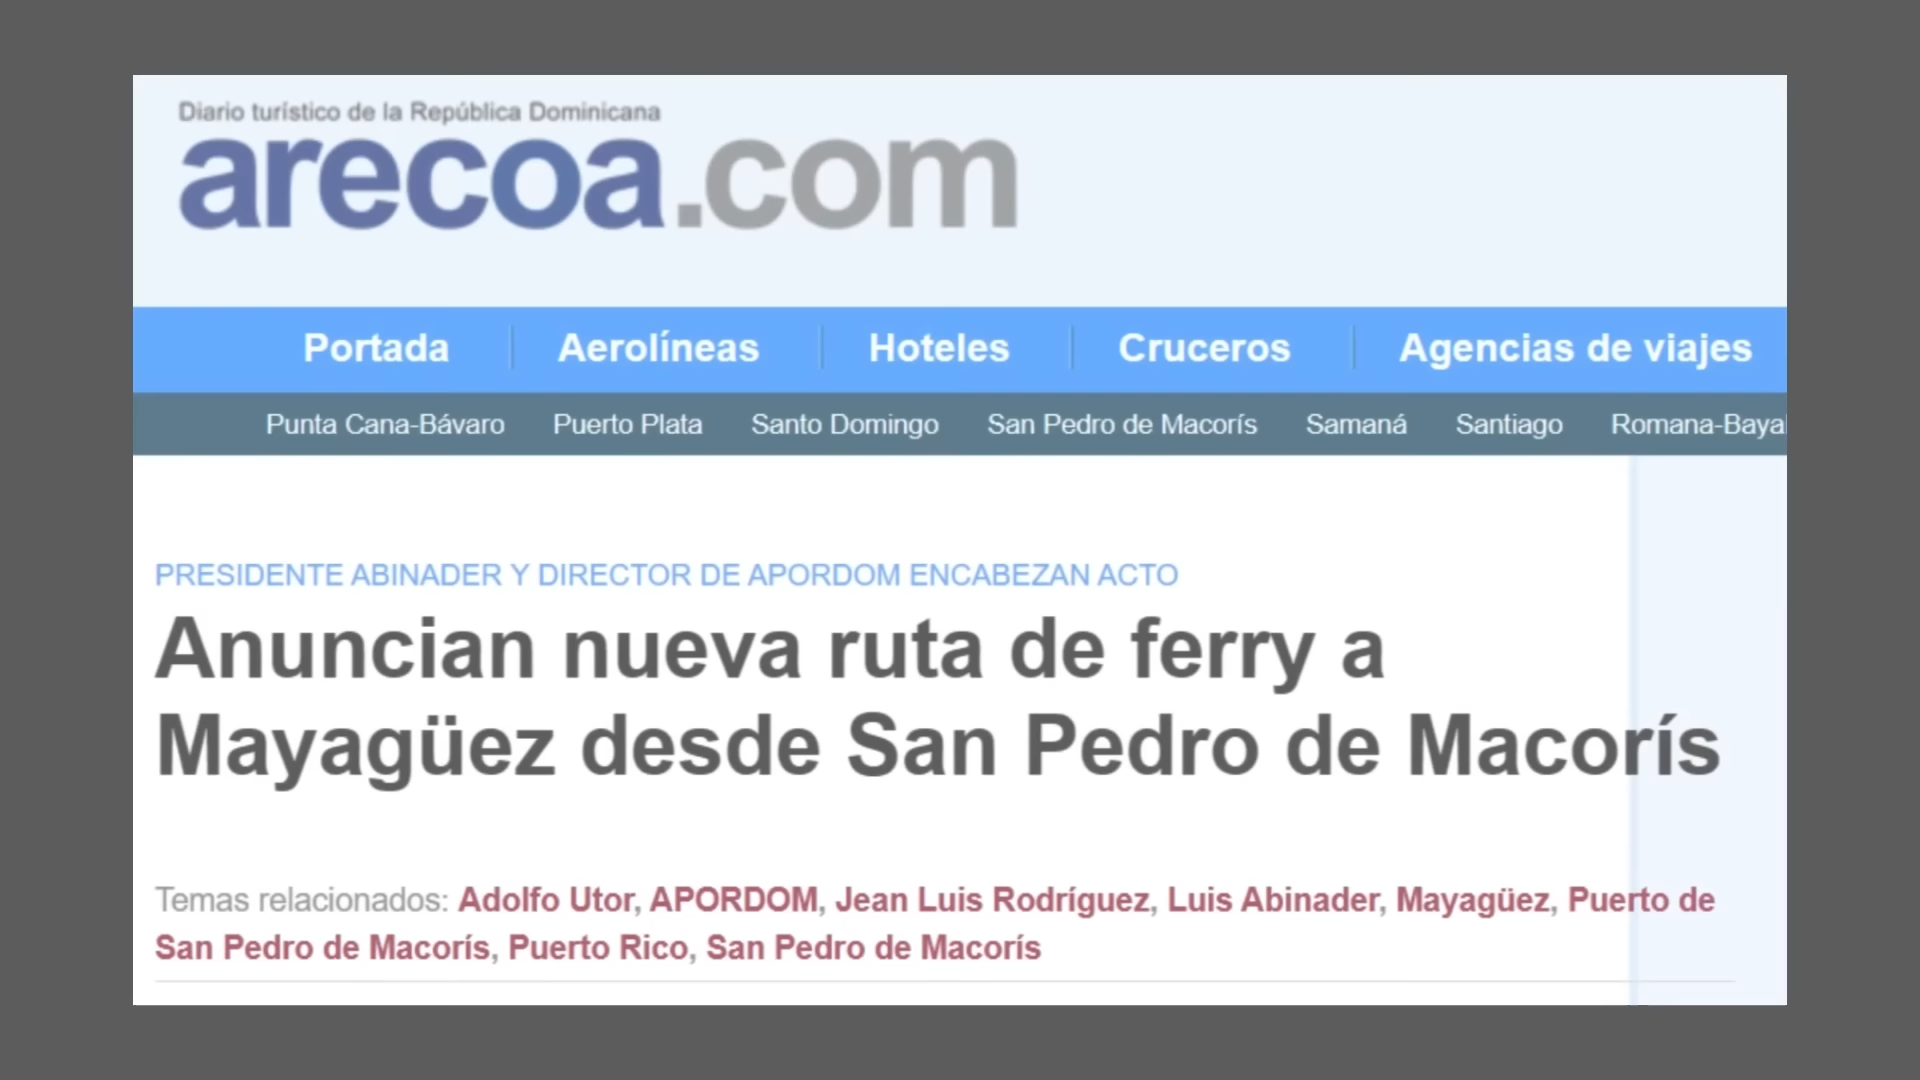 Diario turístico de la República Dominicana
arecoa.com
Portada Aerolíneas Hoteles Cruceros Agencias de viajes
Punta Cana-Bávaro Puerto Plata Santo Domingo San Pedro de Macorís Samaná Santiago Romana-Baya
PRESIDENTE ABINADER Y DIRECTOR DE APORDOM ENCABEZAN ACTO
Anuncian nueva ruta de ferry a
Mayagüez desde San Pedro de Macorís
Temas relacionados: Adolfo Utor, APORDOM, Jean Luis Rodríguez, Luis Abinader, Mayagüez, Puerto de
San Pedro de Macorís, Puerto Rico, San Pedro de Macorís